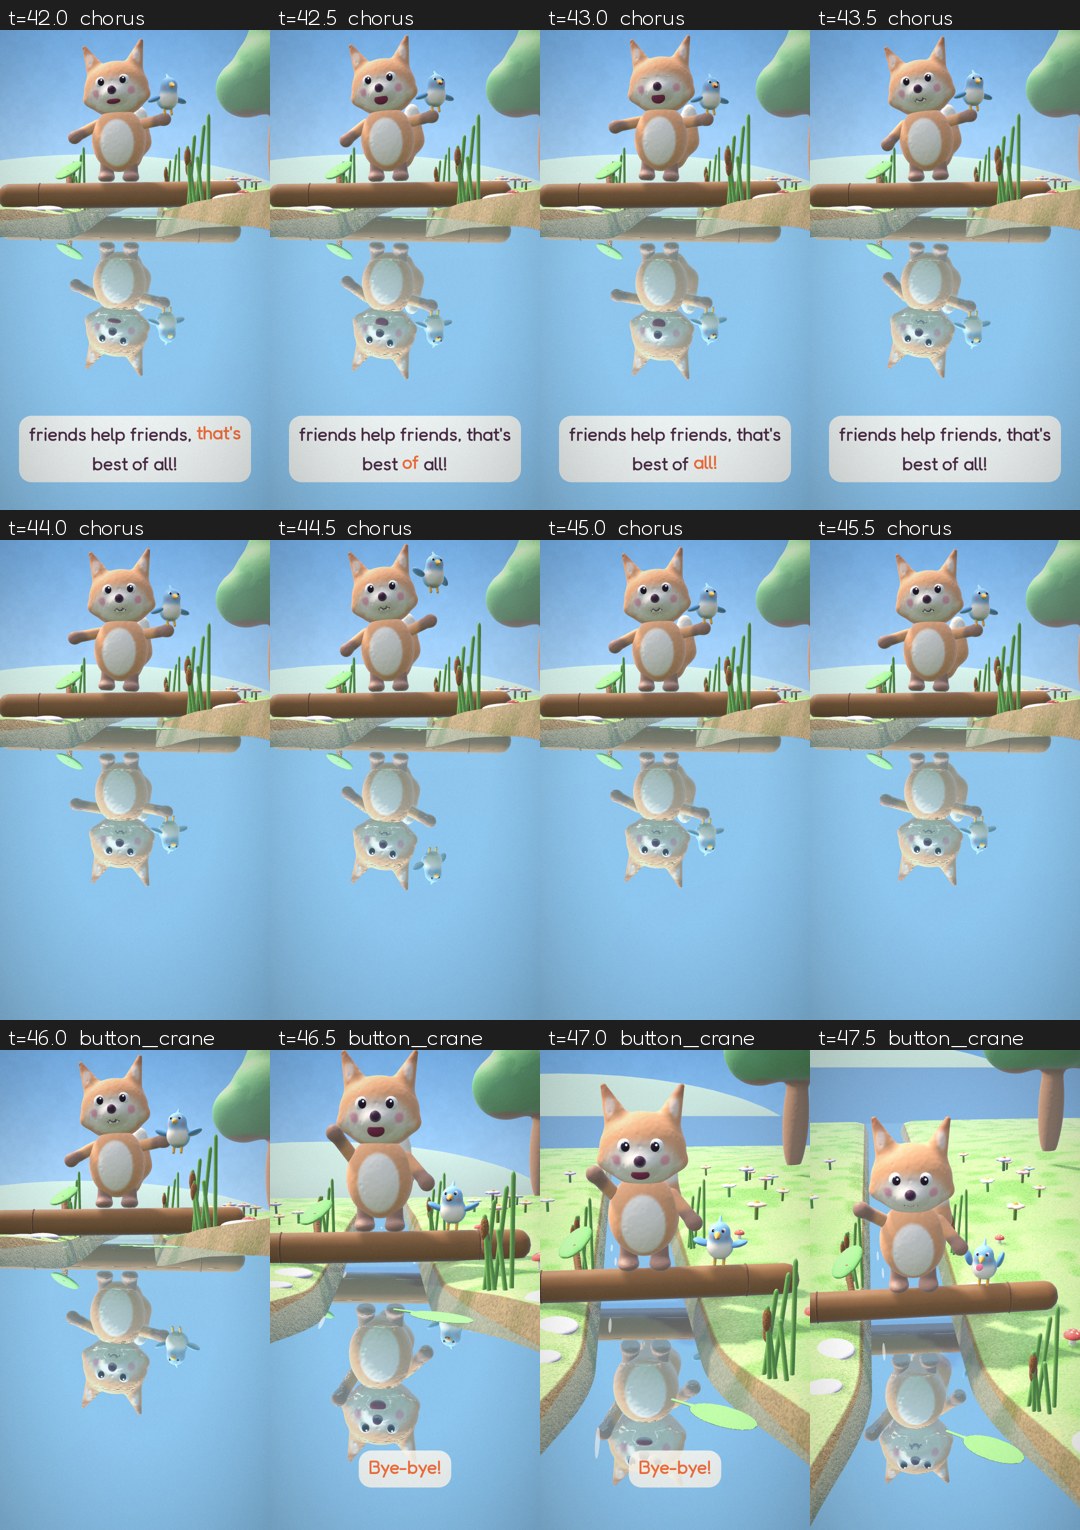 t=42.0 chorus
t=42.5 chorus
t=43.0 chorus
t=43.5 chorus
friends help friends, that's
best of all!
friends help friends, that's
best of all!
friends help friends, that's
best of all!
friends help friends, that's
best of all!
t=44.0 chorus
t=44.5 chorus
t=45.0 chorus
t=45.5 chorus
t=46.0 button_crane
t=46.5 button_crane
t=47.0 button_crane
t=47.5 button_crane
Bye-bye!
Bye-bye!